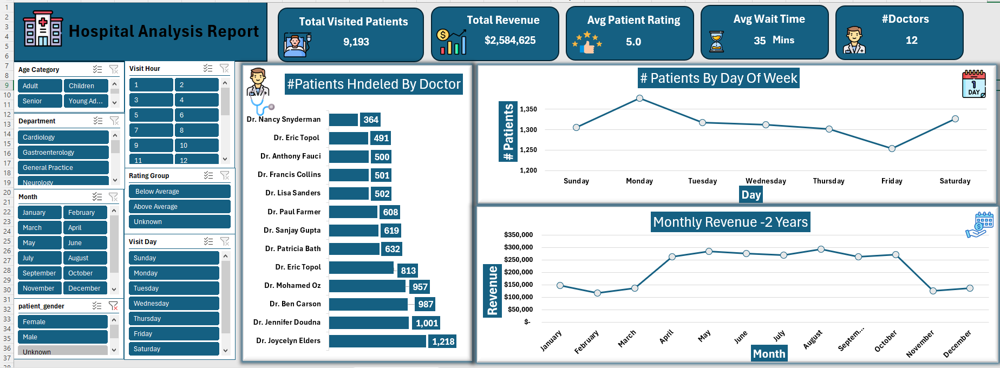 Hospital Analysis Report
Total Visited Patients
9,193
Total Revenue
$2,584,625
Avg Patient Rating
5.0
Avg Wait Time
35 Mins
#Doctors
12
1
2
3
4
5
6
7
8
9
10
11
12
13
14
15
16
17
18
19
20
21
22
23
24
25
26
27
28
29
30
31
32
33
34
35
36
37
38
Age Category
Adult
Children
Senior
Young Ad...
Department
Cardiology
Gastroenterology
General Practice
Neurology
Month
January
February
March
April
May
June
July
August
September
October
November
December
patient_gender
Female
Male
Unknown
Visit Hour
1
2
3
4
5
6
7
8
9
10
11
12
Rating Group
Below Average
Above Average
Unknown
Visit Day
Sunday
Monday
Tuesday
Wednesday
Thursday
Friday
Saturday
#Patients Hndeled By Doctor
Dr. Nancy Snyderman 364
Dr. Eric Topol 491
Dr. Anthony Fauci 500
Dr. Francis Collins 501
Dr. Lisa Sanders 502
Dr. Paul Farmer 608
Dr. Sanjay Gupta 619
Dr. Patricia Bath 632
Dr. Eric Topol 813
Dr. Mohamed Oz 957
Dr. Ben Carson 987
Dr. Jennifer Doudna 1,001
Dr. Joycelyn Elders 1,218
# Patients By Day Of Week
1
DAY
# Patients
1,350
1,300
1,250
1,200
Sunday Monday Tuesday Wednesday Thursday Friday Saturday
Day
Monthly Revenue -2 Years
Revenue
$350,000
$300,000
$250,000
$200,000
$150,000
$100,000
$50,000
$-
January February March April May June July August Septem... October November December
Month